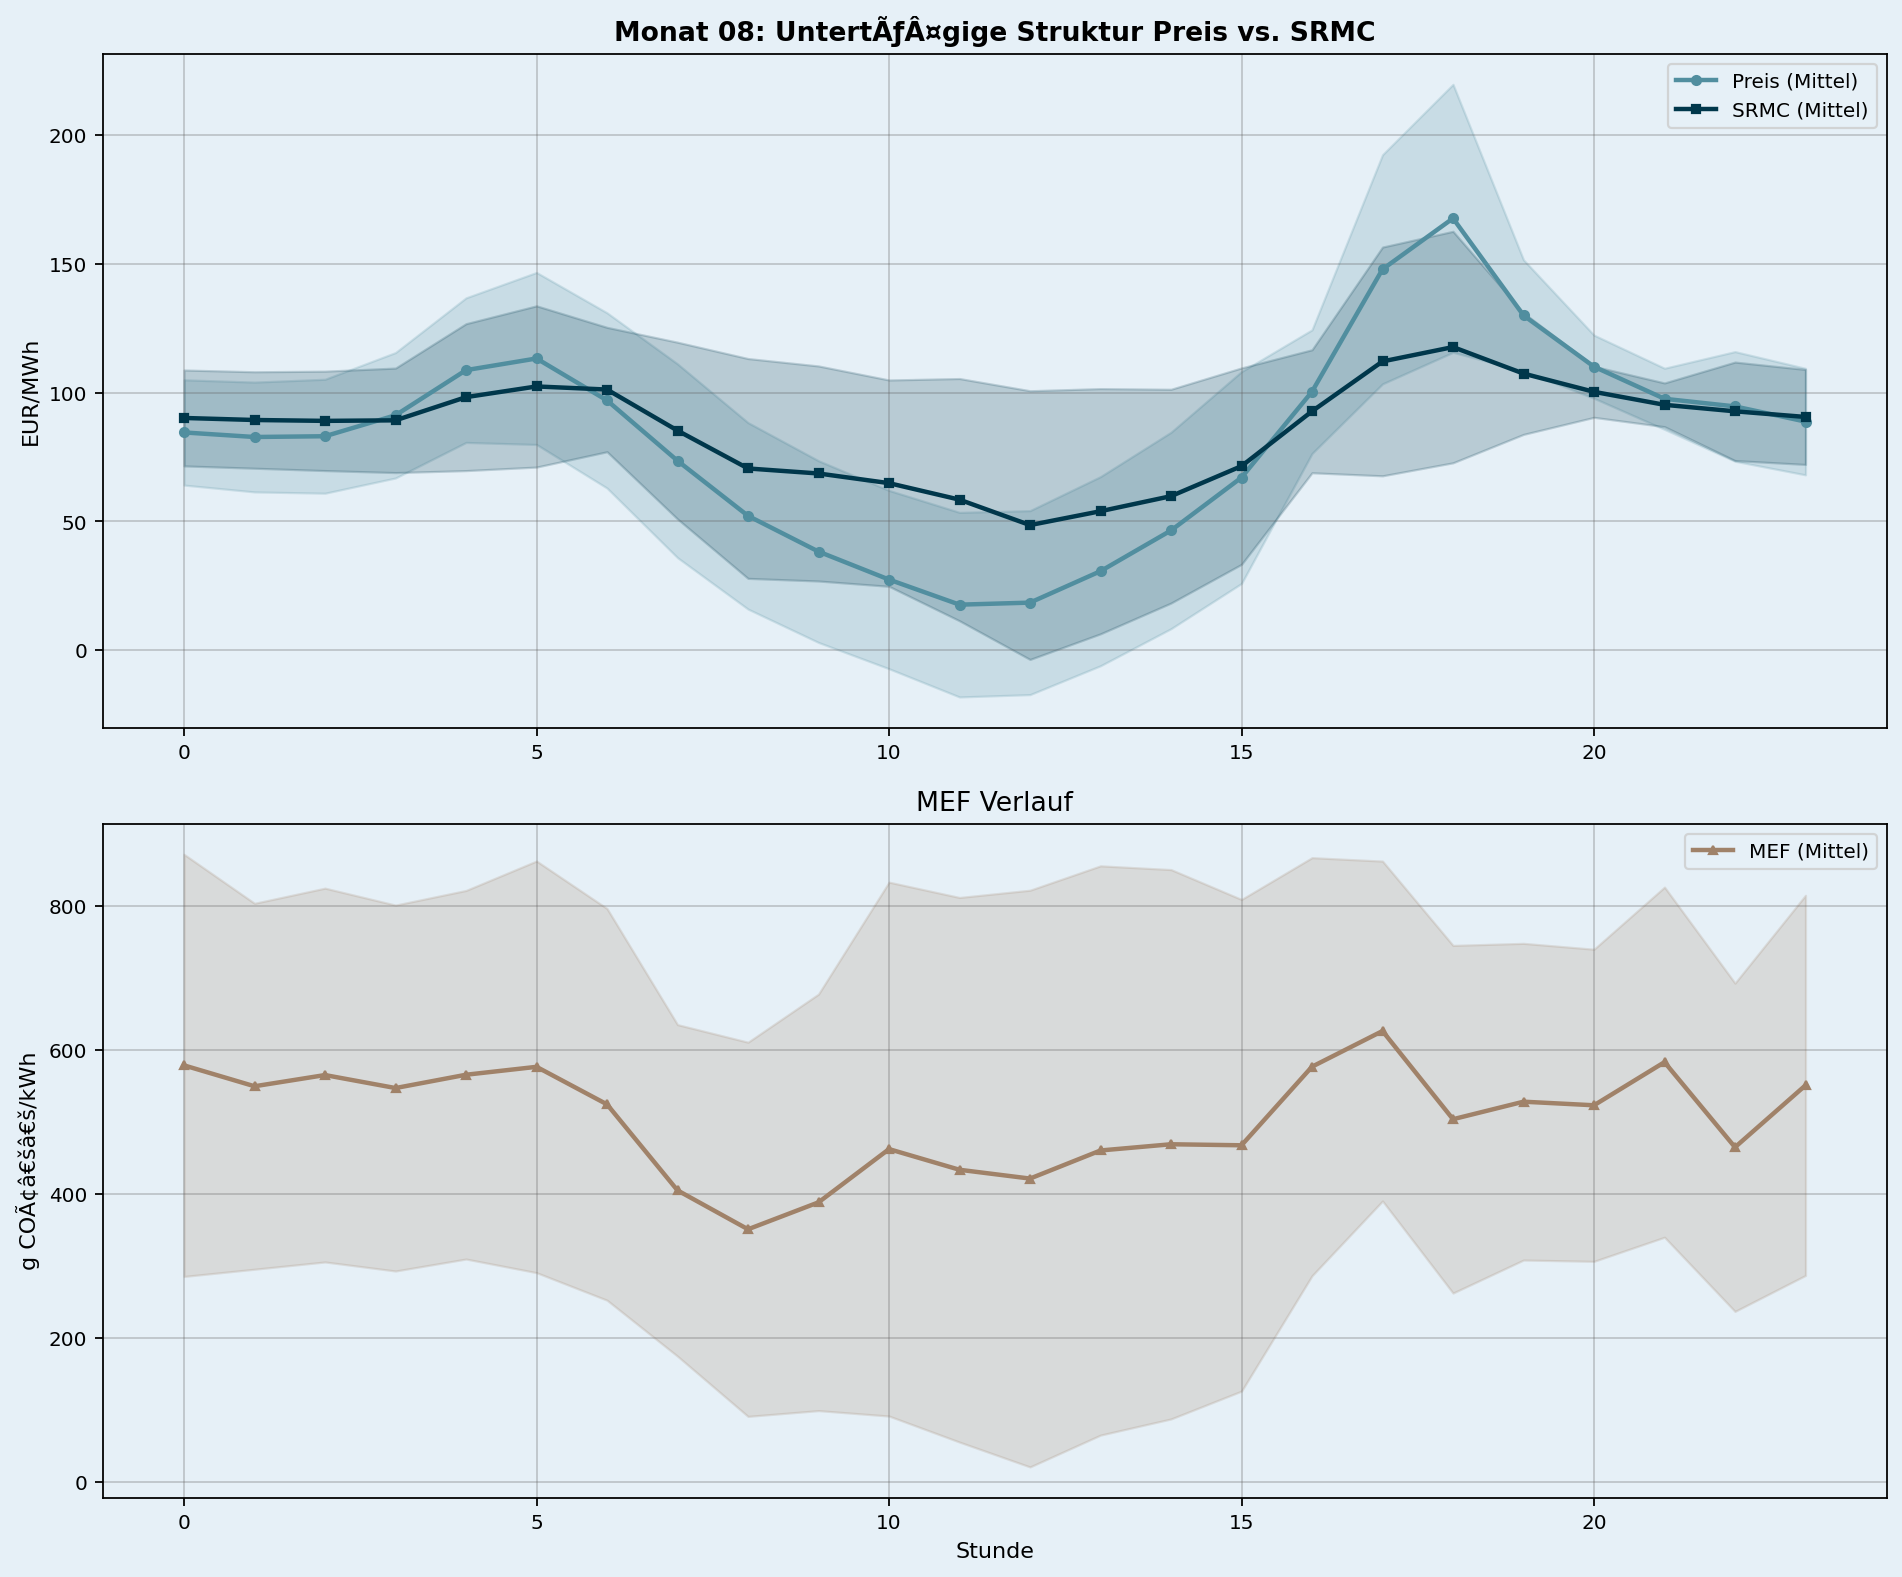 Monat 08: UntertÃƒÂ¤gige Struktur Preis vs. SRMC
Preis (Mittel)
SRMC (Mittel)
EUR/MWh
200
150
100
50
0
0 5 10 15 20
MEF Verlauf
MEF (Mittel)
g COÃ¢â€šâ€š/kWh
800
600
400
200
0
0 5 10 15 20
Stunde